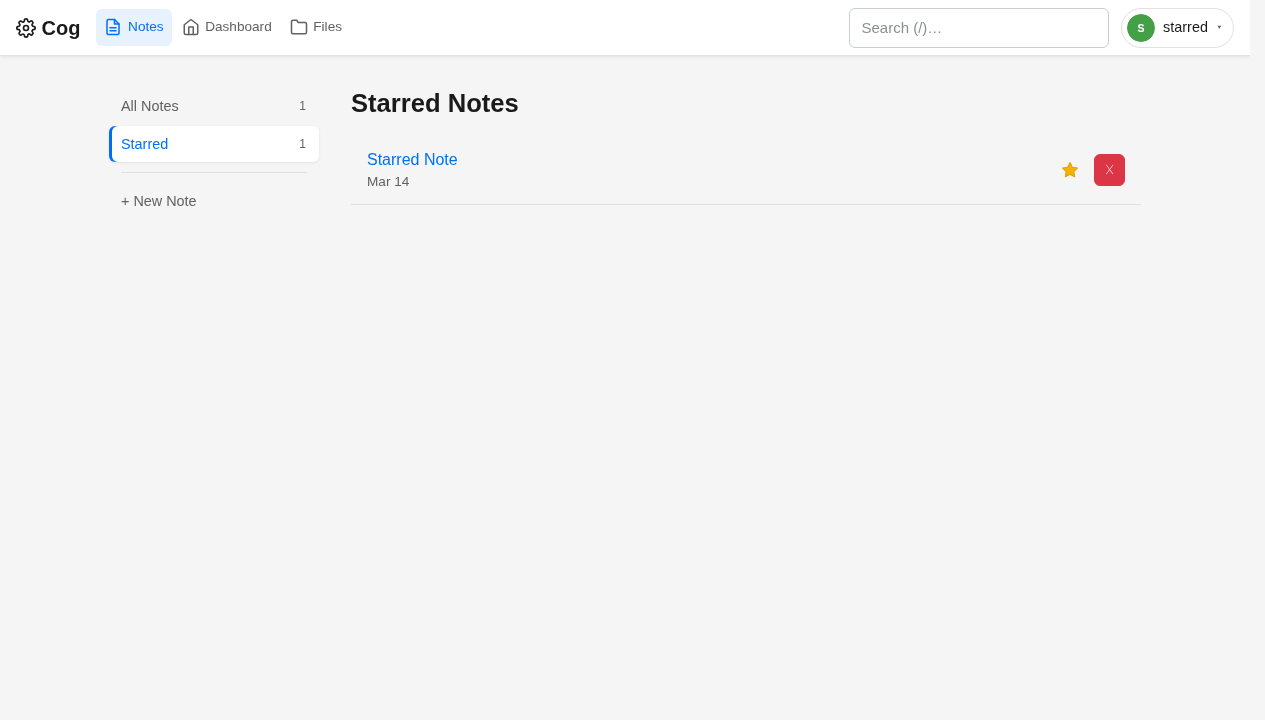 Cog
Notes
Dashboard
Files
Search (/)…
S
starred
All Notes 1
Starred 1
+ New Note
Starred Notes
Starred Note
Mar 14
X